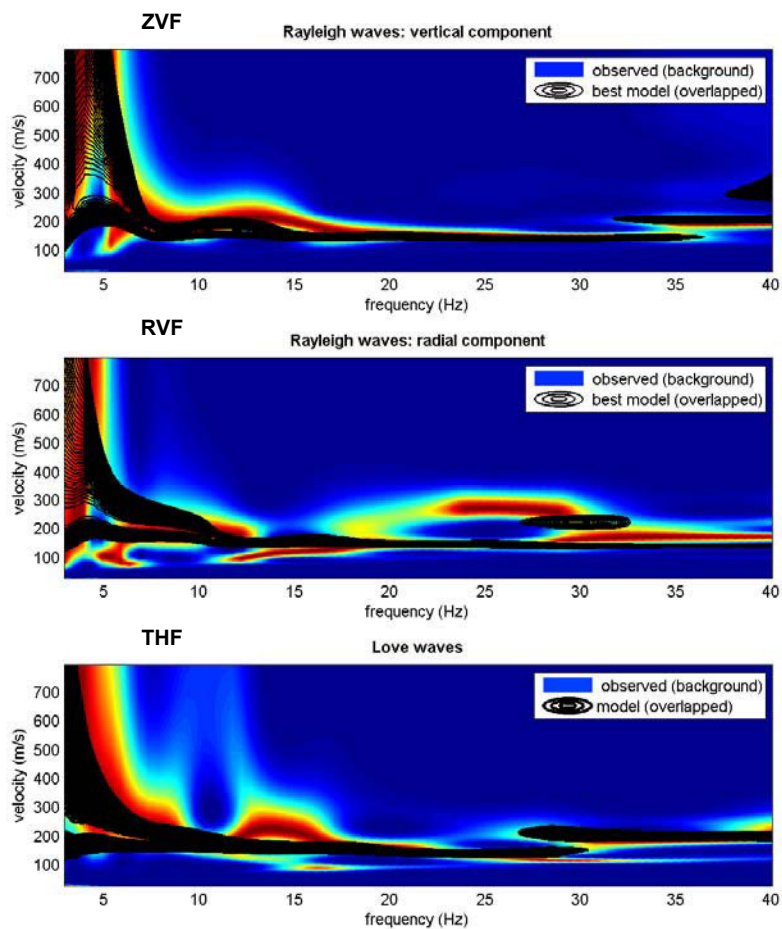 ZVF
Rayleigh waves: vertical component
observed (background)
best model (overlapped)
velocity (m/s)
700
600
500
400
300
200
100
5 10 15 20 25 30 35 40
frequency (Hz)
RVF
Rayleigh waves: radial component
observed (background)
best model (overlapped)
velocity (m/s)
700
600
500
400
300
200
100
5 10 15 20 25 30 35 40
frequency (Hz)
THF
Love waves
observed (background)
model (overlapped)
velocity (m/s)
700
600
500
400
300
200
100
5 10 15 20 25 30 35 40
frequency (Hz)